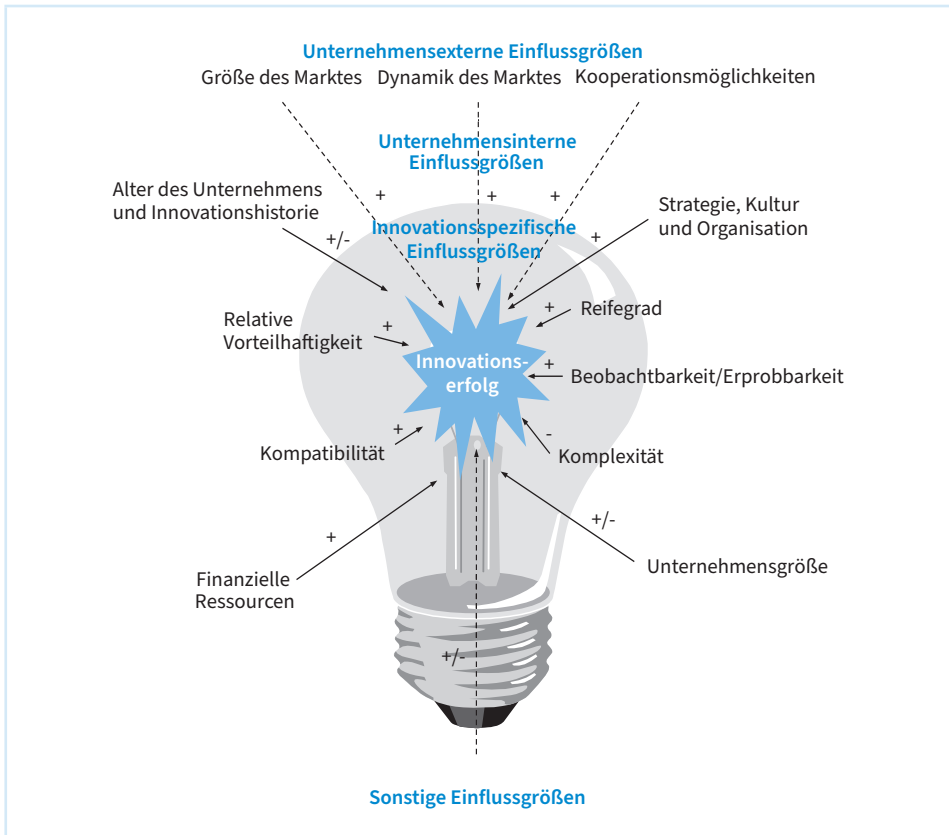 Unternehmensexterne Einflussgrößen
Größe des Marktes Dynamik des Marktes Kooperationsmöglichkeiten
Unternehmensinterne
Einflussgrößen
Alter des Unternehmens
und Innovationshistorie
+
+
+
Strategie, Kultur
und Organisation
+/-
Innovationsspezifische
Einflussgrößen
+
Relative
Vorteilhaftigkeit
+
+
Reifegrad
Innovations-
erfolg
+
Beobachtbarkeit/Erprobbarkeit
Kompatibilität
+
-
Komplexität
+
Finanzielle
Ressourcen
+/-
Unternehmensgröße
+/-
Sonstige Einflussgrößen